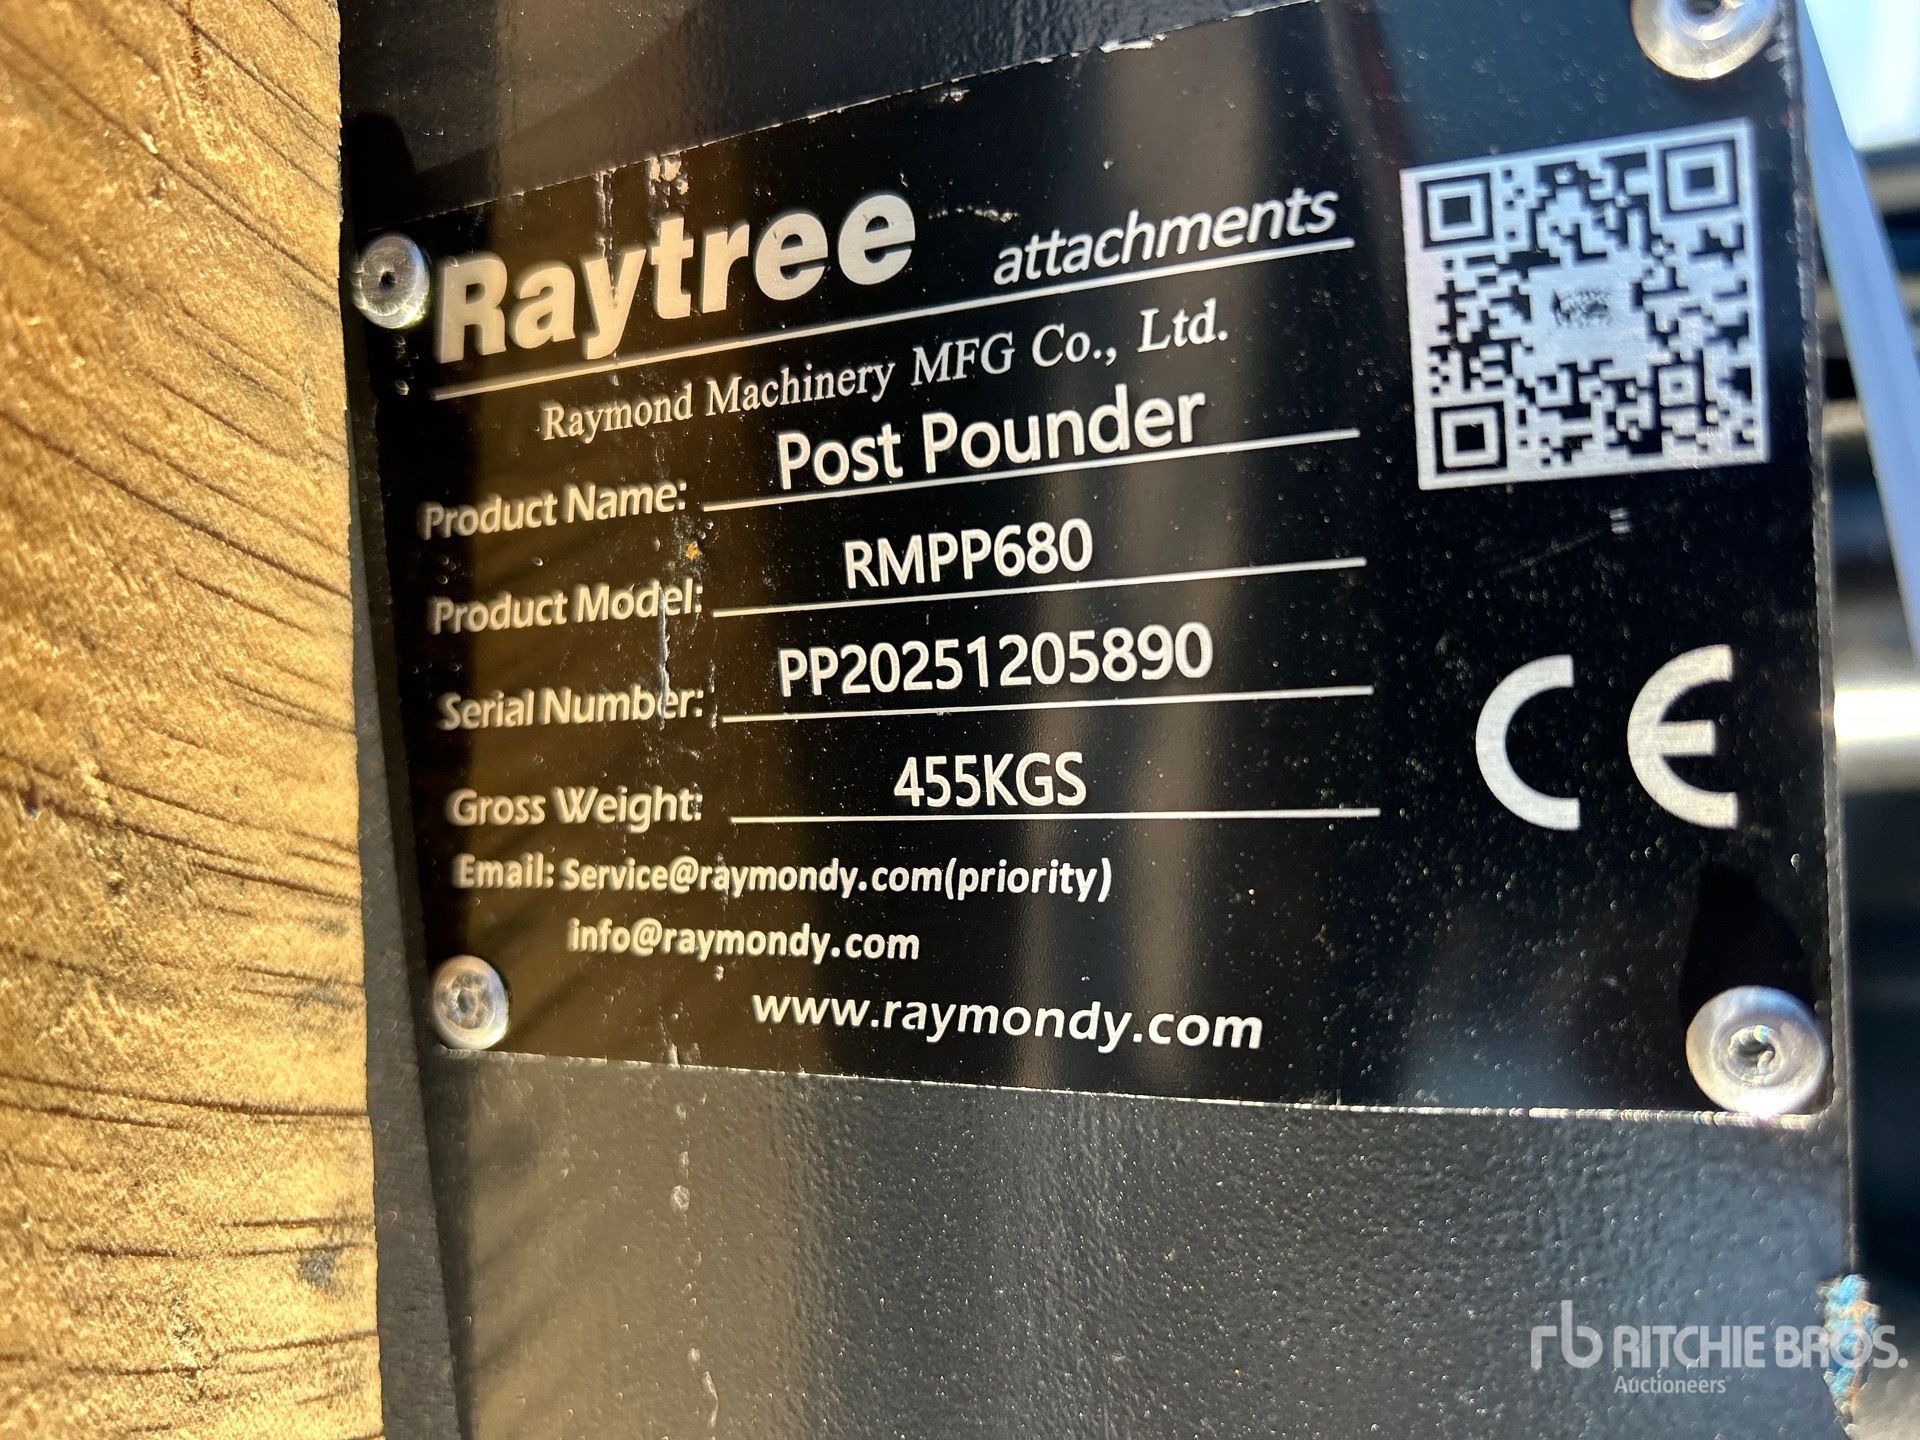 Raytree attachments
Raymond Machinery MFG Co., Ltd.
Product Name: Post Pounder
Product Model: RMPP680
Serial Number: PP20251205890
Gross Weight: 455KGS
Email: Service@raymondy.com(priority)
info@raymondy.com
www.raymondy.com
CE
rb RITCHIE BROS.
Auctioneers